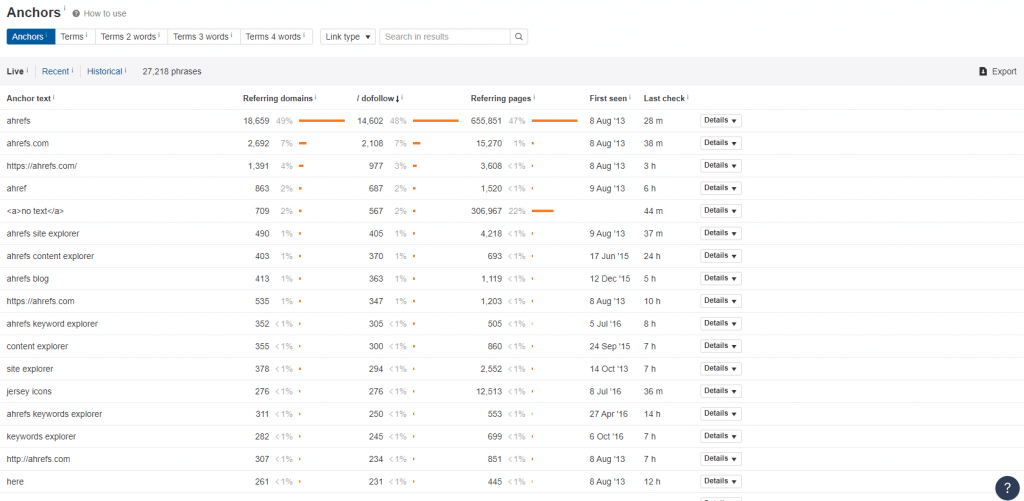 Anchors i How to use
Anchors i Terms i Terms 2 words i Terms 3 words i Terms 4 words i Link type Search in results
Live i Recent i Historical i 27,218 phrases Export
Anchor text i Referring domains i / dofollow i Referring pages i First seen i Last check i
ahrefs 18,659 49% 14,602 48% 655,851 47% 8 Aug '13 28 m Details
ahrefs.com 2,692 7% 2,108 7% 15,270 1% 8 Aug '13 38 m Details
https://ahrefs.com/ 1,391 4% 977 3% 3,608 <1% 8 Aug '13 3 h Details
ahref 863 2% 687 2% 1,520 <1% 9 Aug '13 6 h Details
<a>no text</a> 709 2% 567 2% 306,967 22% 44 m Details
ahrefs site explorer 490 1% 405 1% 4,218 <1% 9 Aug '13 37 m Details
ahrefs content explorer 403 1% 370 1% 693 <1% 17 Jun '15 24 h Details
ahrefs blog 413 1% 363 1% 1,119 <1% 12 Dec '15 5 h Details
https://ahrefs.com 535 1% 347 1% 1,203 <1% 8 Aug '13 10 h Details
ahrefs keyword explorer 352 <1% 305 <1% 505 <1% 5 Jul '16 8 h Details
content explorer 355 <1% 300 <1% 860 <1% 24 Sep '15 7 h Details
site explorer 378 <1% 294 <1% 2,552 <1% 14 Oct '13 7 h Details
jersey icons 276 <1% 276 <1% 12,513 <1% 8 Jul '16 36 m Details
ahrefs keywords explorer 311 <1% 250 <1% 553 <1% 27 Apr '16 14 h Details
keywords explorer 282 <1% 245 <1% 699 <1% 6 Oct '16 7 h Details
http://ahrefs.com 307 <1% 234 <1% 851 <1% 8 Aug '13 7 h Details
here 261 <1% 231 <1% 445 <1% 8 Aug '13 12 h Details
?